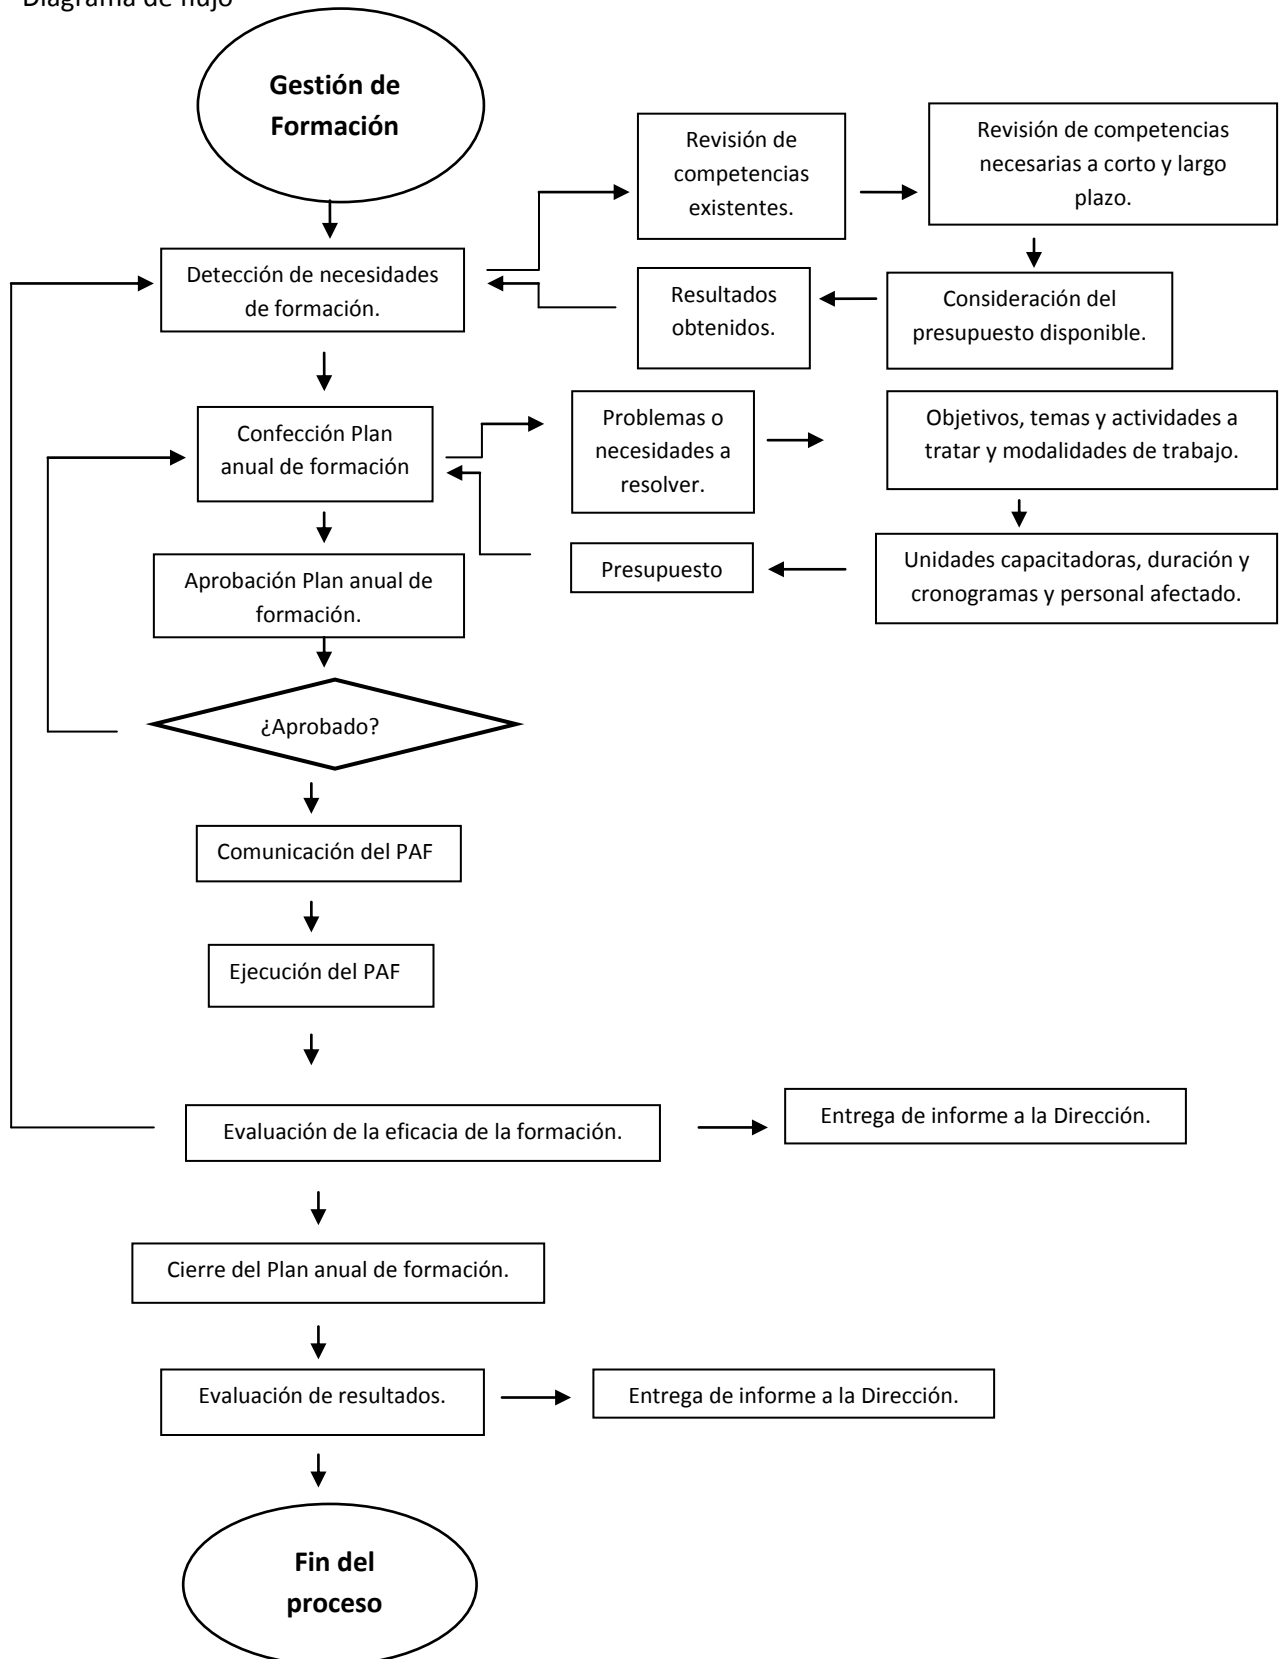 Diagrama de flujo
Gestión de
Formación
Revisión de
competencias
existentes.
Revisión de competencias
necesarias a corto y largo
plazo.
Detección de necesidades
de formación.
Resultados
obtenidos.
Consideración del
presupuesto disponible.
Confección Plan
anual de formación
Problemas o
necesidades a
resolver.
Objetivos, temas y actividades a
tratar y modalidades de trabajo.
Aprobación Plan anual de
formación.
Presupuesto
Unidades capacitadoras, duración y
cronogramas y personal afectado.
¿Aprobado?
Comunicación del PAF
Ejecución del PAF
Evaluación de la eficacia de la formación.
Entrega de informe a la Dirección.
Cierre del Plan anual de formación.
Evaluación de resultados.
Entrega de informe a la Dirección.
Fin del
proceso